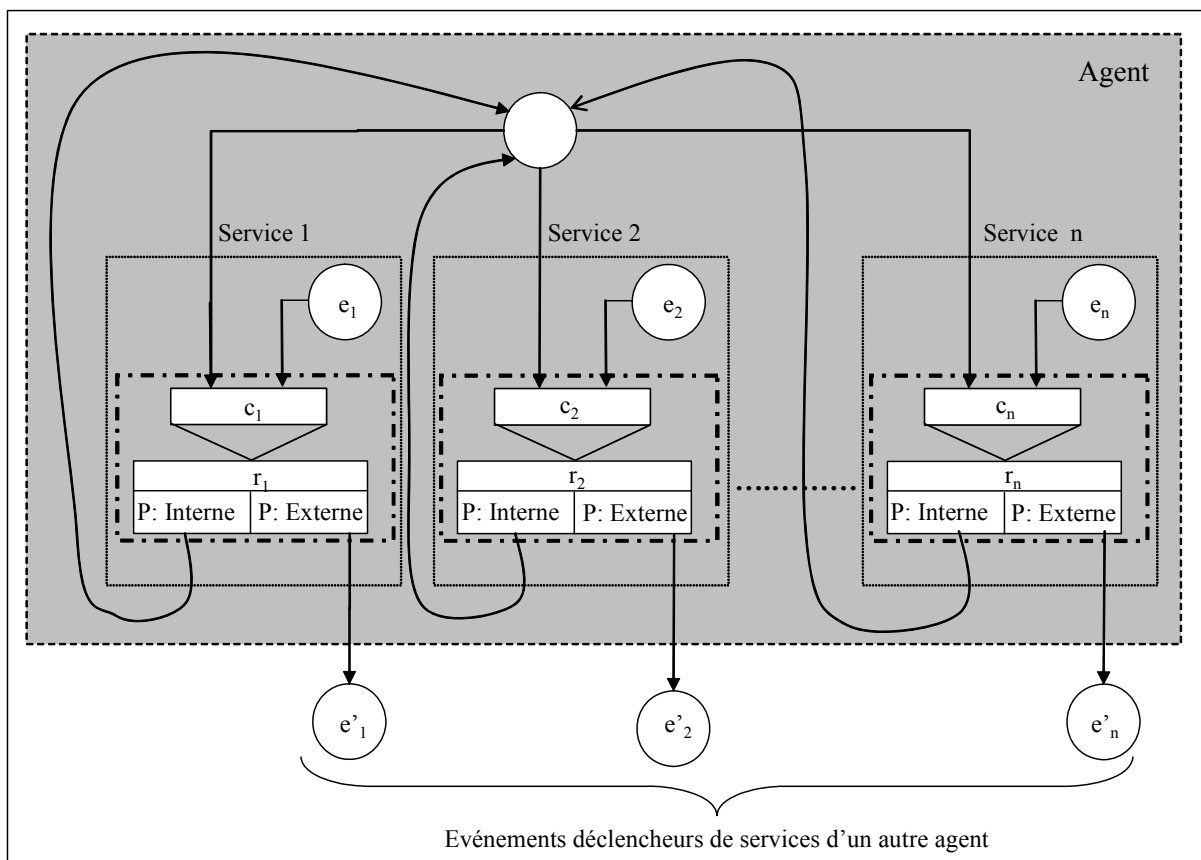 Agent
Service 1
Service 2
Service n
e1
e2
en
c1
c2
cn
r1
r2
rn
P: Interne
P: Externe
P: Interne
P: Externe
P: Interne
P: Externe
e’1
e’2
e’n
Evénements déclencheurs de services d’un autre agent